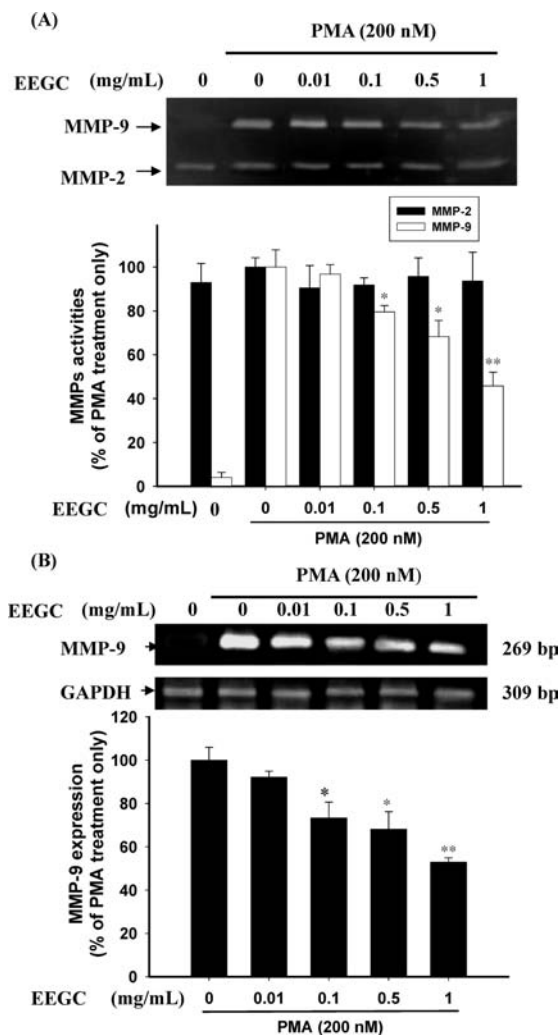 (A)
PMA (200 nM)
EEGC (mg/mL) 0 0 0.01 0.1 0.5 1
MMP-9
MMP-2
MMP-2
MMP-9
MMPs activities
(% of PMA treatment only)
100
80
60
40
20
0
* * **
EEGC (mg/mL) 0 0 0.01 0.1 0.5 1
PMA (200 nM)
(B)
PMA (200 nM)
EEGC (mg/mL) 0 0 0.01 0.1 0.5 1
MMP-9 269 bp
GAPDH 309 bp
MMP-9 expression
(% of PMA treatment only)
120
100
80
60
40
20
0
* * **
EEGC (mg/mL) 0 0.01 0.1 0.5 1
PMA (200 nM)